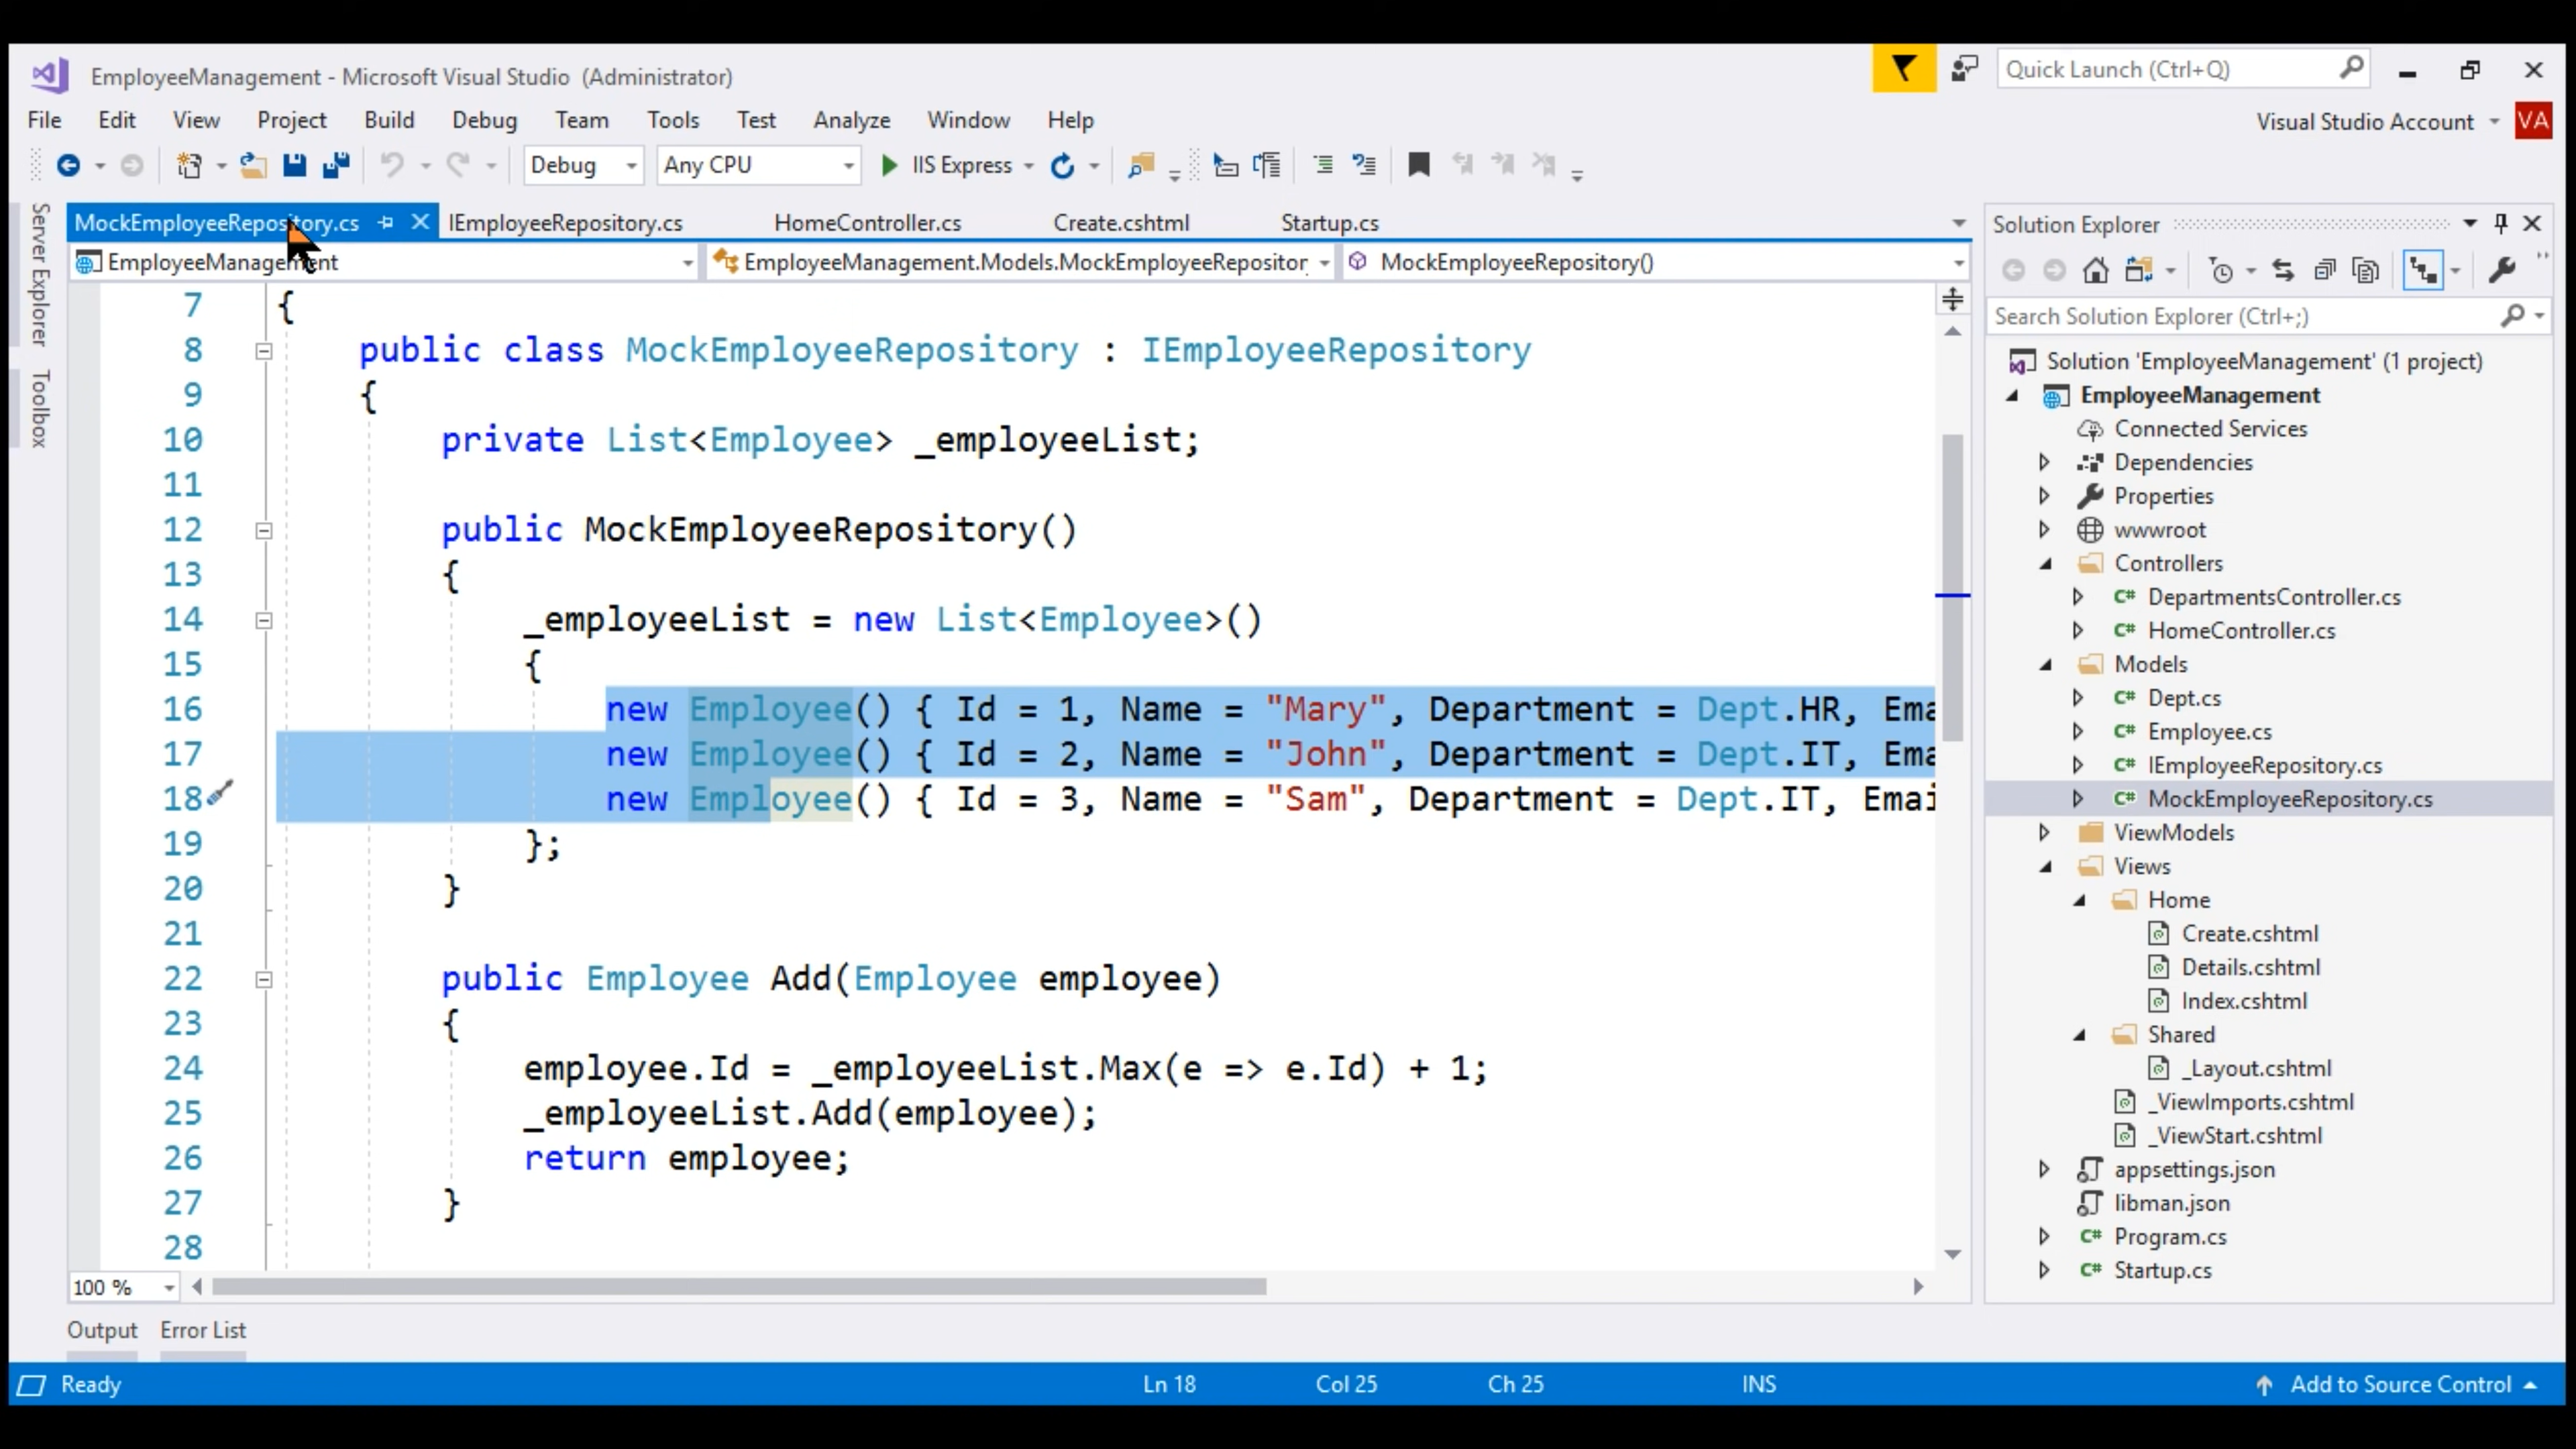 EmployeeManagement - Microsoft Visual Studio (Administrator)
Quick Launch (Ctrl+Q)
File Edit View Project Build Debug Team Tools Test Analyze Window Help
Visual Studio Account VA
Debug Any CPU IIS Express
Server Explorer
Toolbox
MockEmployeeRepository.cs IEmployeeRepository.cs HomeController.cs Create.cshtml Startup.cs
EmployeeManagement EmployeeManagement.Models.MockEmployeeRepositor MockEmployeeRepository()
7 {
8 public class MockEmployeeRepository : IEmployeeRepository
9 {
10 private List<Employee> _employeeList;
11
12 public MockEmployeeRepository()
13 {
14 _employeeList = new List<Employee>()
15 {
16 new Employee() { Id = 1, Name = "Mary", Department = Dept.HR, Ema
17 new Employee() { Id = 2, Name = "John", Department = Dept.IT, Ema
18 new Employee() { Id = 3, Name = "Sam", Department = Dept.IT, Emai
19 };
20 }
21
22 public Employee Add(Employee employee)
23 {
24 employee.Id = _employeeList.Max(e => e.Id) + 1;
25 _employeeList.Add(employee);
26 return employee;
27 }
28
100 %
Output Error List
Solution Explorer
Search Solution Explorer (Ctrl+;)
Solution 'EmployeeManagement' (1 project)
EmployeeManagement
Connected Services
Dependencies
Properties
wwwroot
Controllers
C# DepartmentsController.cs
C# HomeController.cs
Models
C# Dept.cs
C# Employee.cs
C# IEmployeeRepository.cs
C# MockEmployeeRepository.cs
ViewModels
Views
Home
Create.cshtml
Details.cshtml
Index.cshtml
Shared
_Layout.cshtml
_ViewImports.cshtml
_ViewStart.cshtml
appsettings.json
libman.json
C# Program.cs
C# Startup.cs
Ready Ln 18 Col 25 Ch 25 INS Add to Source Control